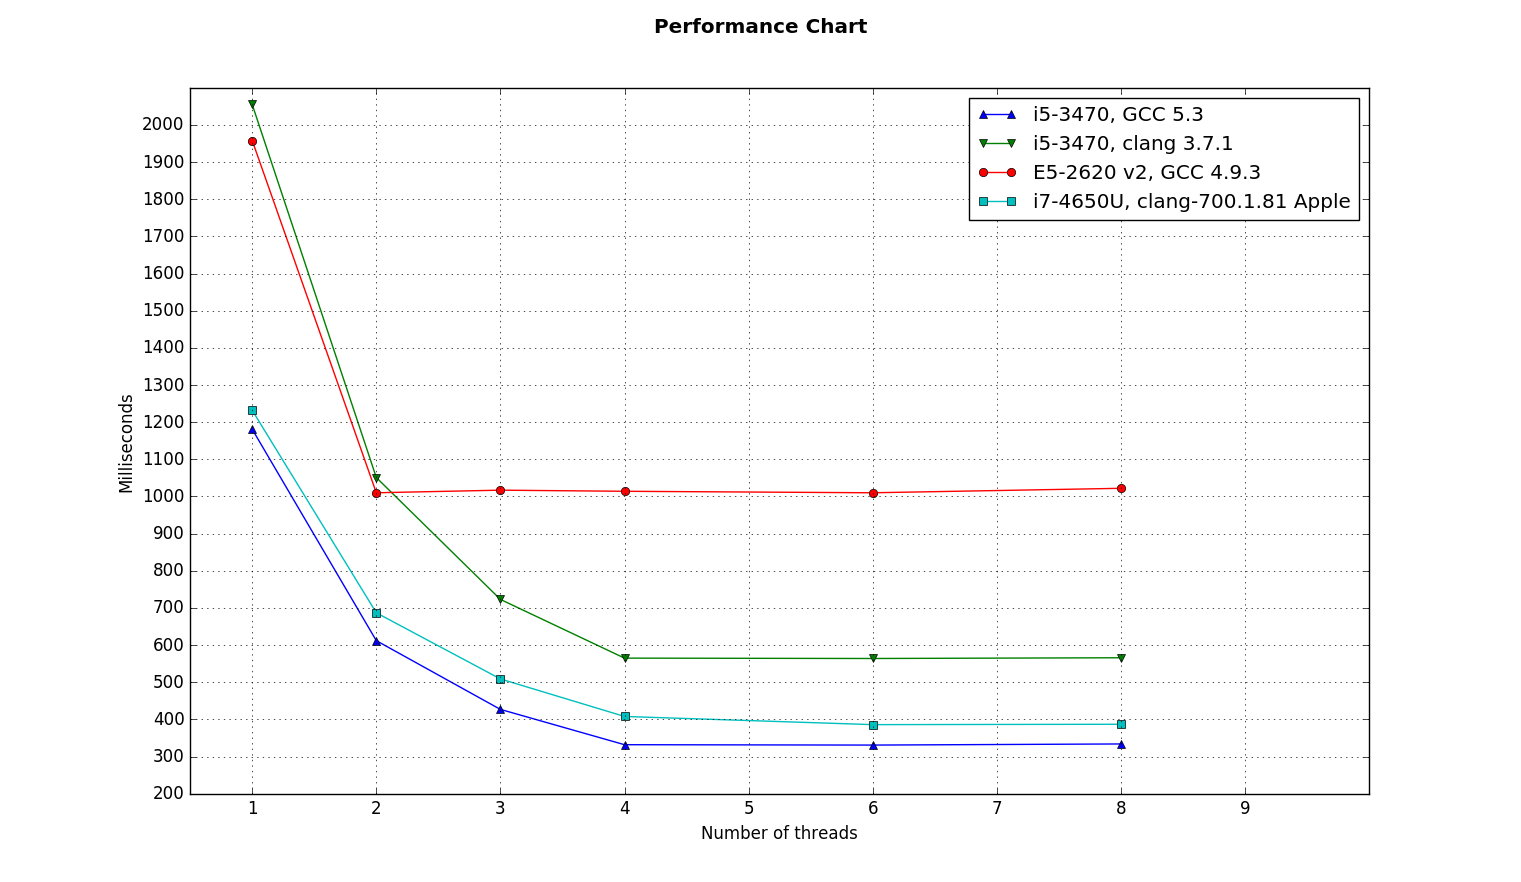 Performance Chart
i5-3470, GCC 5.3
i5-3470, clang 3.7.1
E5-2620 v2, GCC 4.9.3
i7-4650U, clang-700.1.81 Apple
2000
1900
1800
1700
1600
1500
1400
1300
1200
1100
1000
900
800
700
600
500
400
300
200
Milliseconds
1 2 3 4 5 6 7 8 9
Number of threads